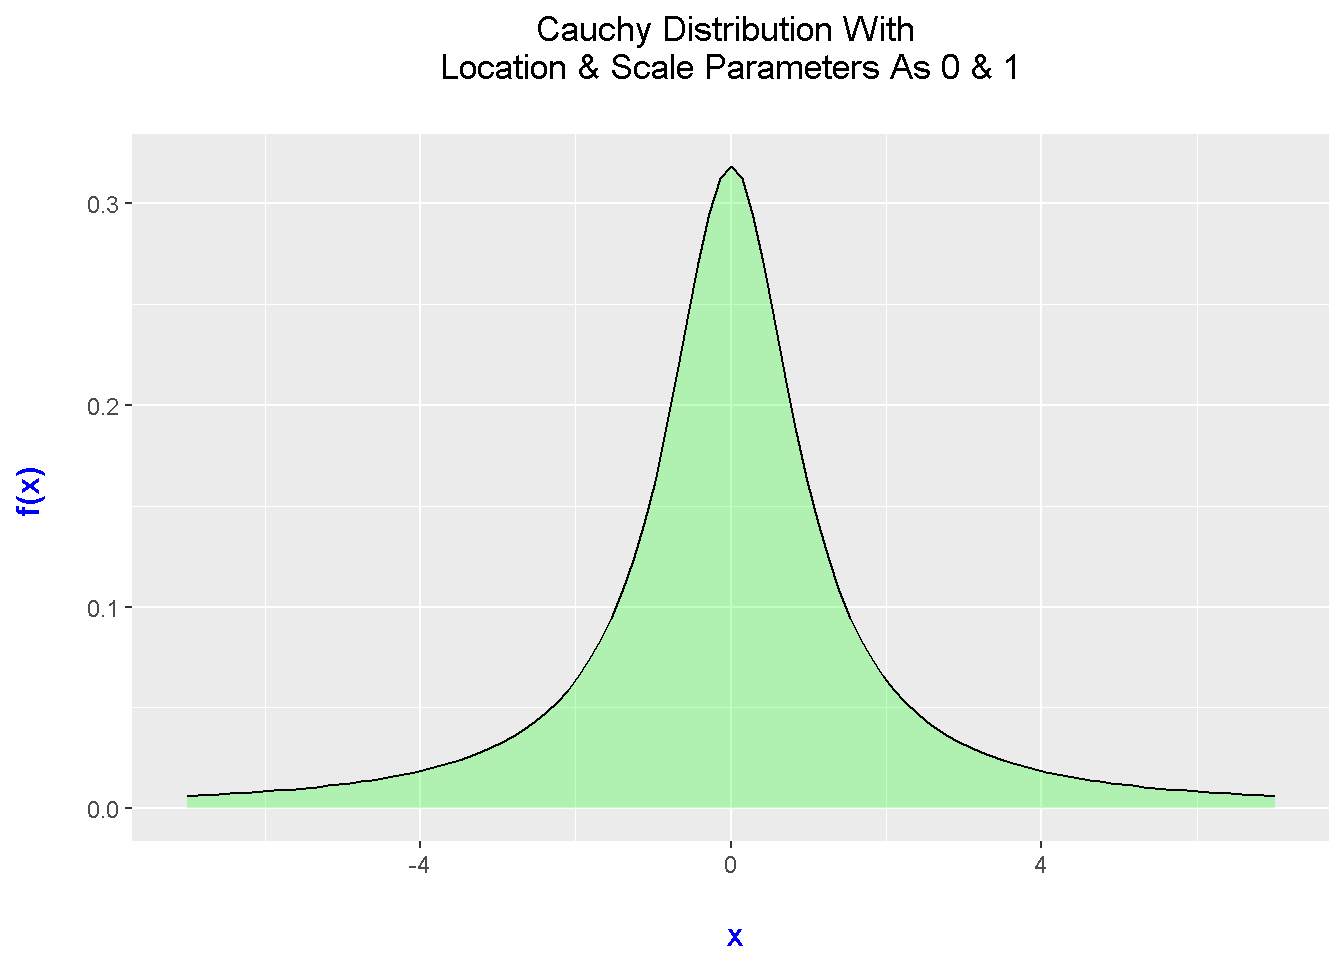 Cauchy Distribution With
Location & Scale Parameters As 0 & 1
0.3
0.2
0.1
0.0
f(x)
-4
0
4
x